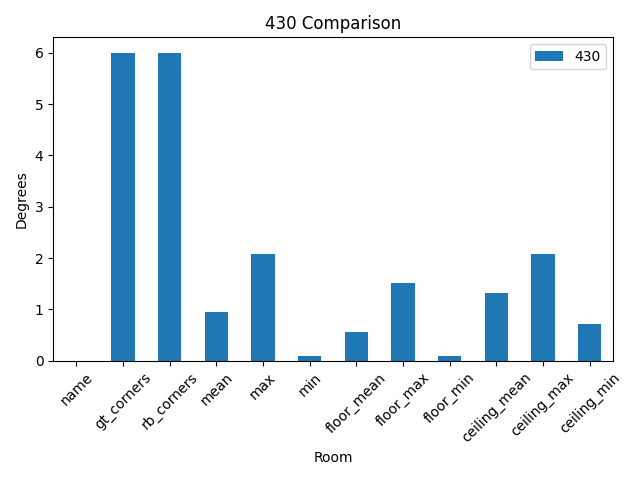 430 Comparison
430
Degrees
6
5
4
3
2
1
0
name
gt_corners
rb_corners
mean
max
min
floor_mean
floor_max
floor_min
ceiling_mean
ceiling_max
ceiling_min
Room